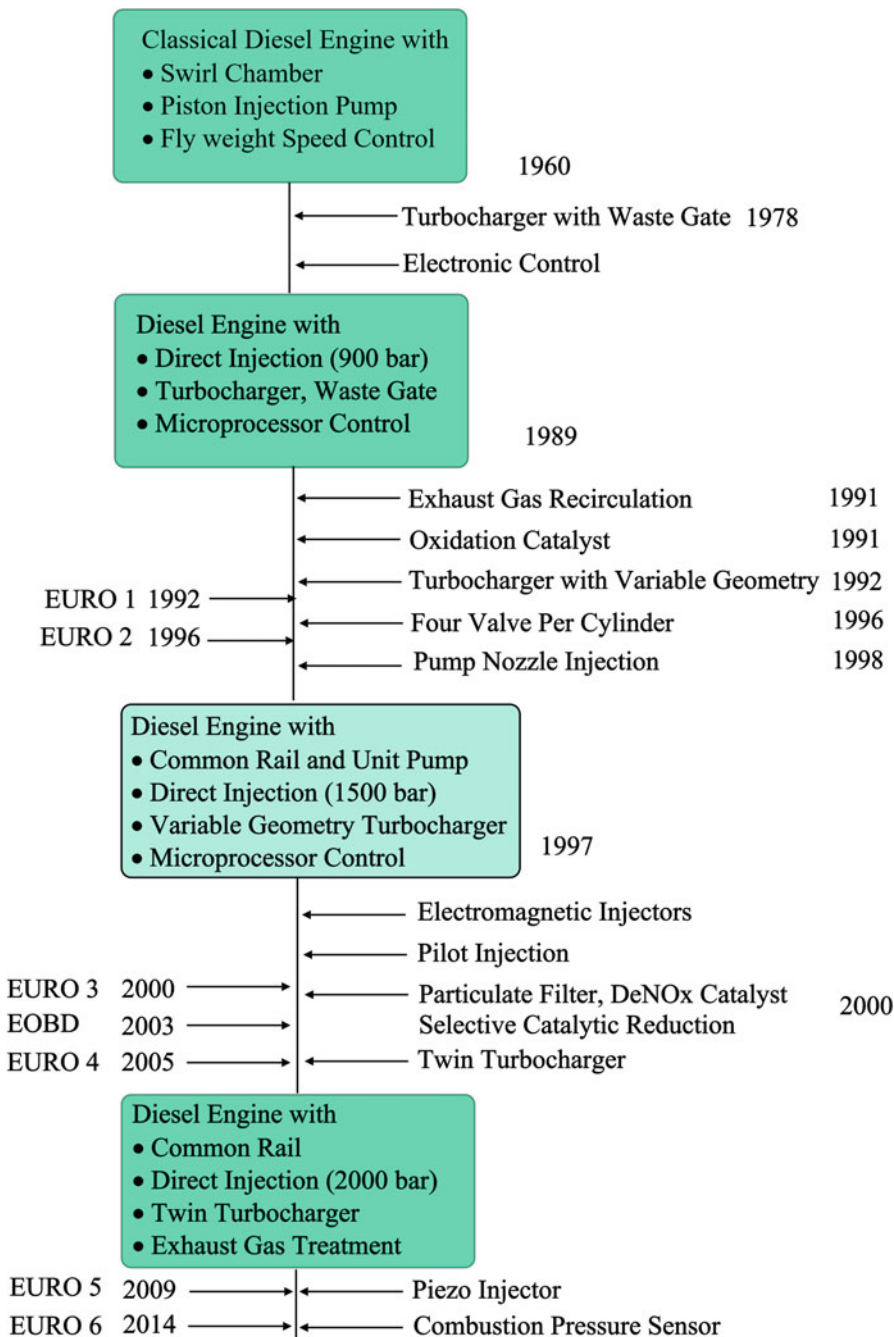 Classical Diesel Engine with
• Swirl Chamber
• Piston Injection Pump
• Fly weight Speed Control
1960
Turbocharger with Waste Gate 1978
Electronic Control
Diesel Engine with
• Direct Injection (900 bar)
• Turbocharger, Waste Gate
• Microprocessor Control
1989
Exhaust Gas Recirculation 1991
Oxidation Catalyst 1991
Turbocharger with Variable Geometry 1992
EURO 1 1992
Four Valve Per Cylinder 1996
EURO 2 1996
Pump Nozzle Injection 1998
Diesel Engine with
• Common Rail and Unit Pump
• Direct Injection (1500 bar)
• Variable Geometry Turbocharger
• Microprocessor Control
1997
Electromagnetic Injectors
Pilot Injection
EURO 3 2000
Particulate Filter, DeNOx Catalyst
2000
EOBD 2003
Selective Catalytic Reduction
EURO 4 2005
Twin Turbocharger
Diesel Engine with
• Common Rail
• Direct Injection (2000 bar)
• Twin Turbocharger
• Exhaust Gas Treatment
EURO 5 2009
Piezo Injector
EURO 6 2014
Combustion Pressure Sensor